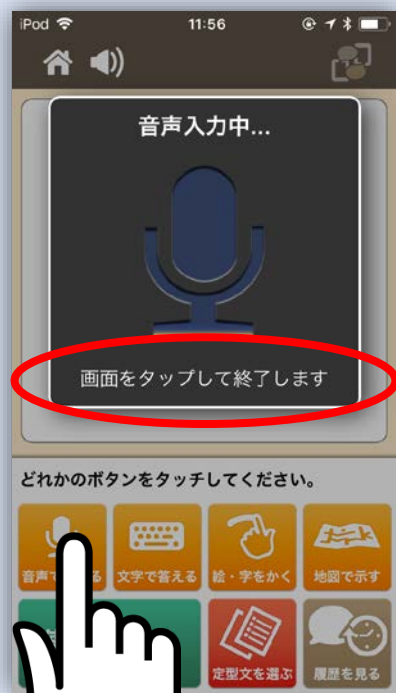 iPod 11:56
音声入力中...
画面をタップして終了します
どれかのボタンをタッチしてください。
音声で る 文字で答える 絵・字をかく 地図で示す
定型文を選ぶ 履歴を見る